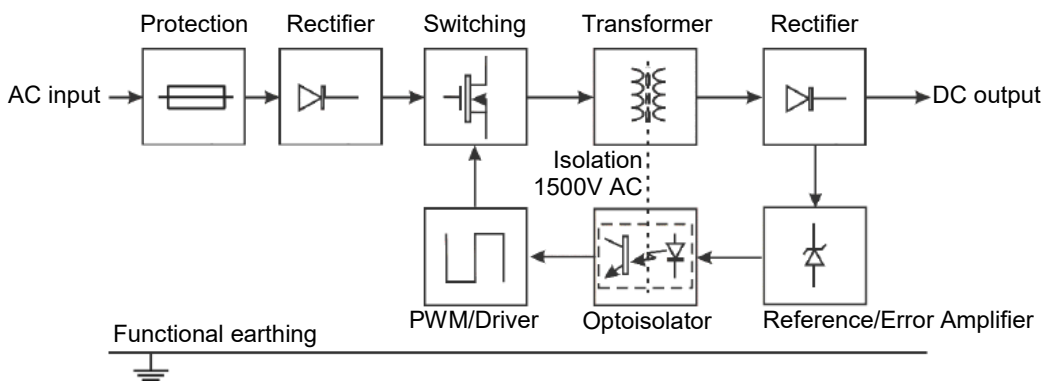 Protection
Rectifier
Switching
Transformer
Rectifier
AC input
DC output
Isolation
1500V AC
PWM/Driver
Optoisolator
Reference/Error Amplifier
Functional earthing